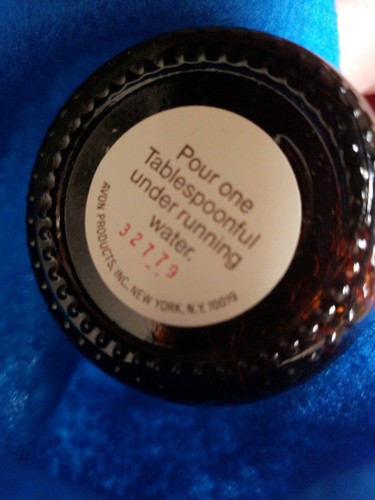 Pour one
Tablespoonful
under running
water.
32779
AVON PRODUCTS, INC., NEW YORK, N.Y. 10019